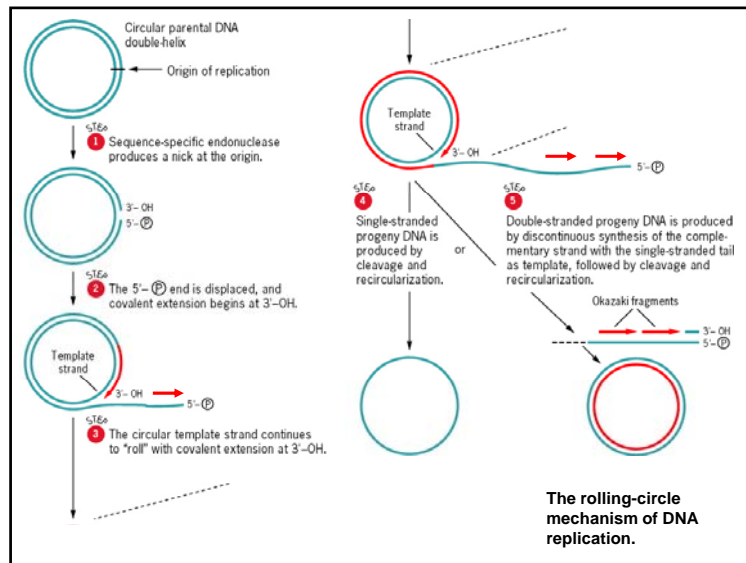 Circular parental DNA
double-helix
Origin of replication
STEP
1 Sequence-specific endonuclease
produces a nick at the origin.
3'– OH
5'– P
STEP
2 The 5'– P end is displaced, and
covalent extension begins at 3'–OH.
Template
strand
3'– OH
5'– P
STEP
3 The circular template strand continues
to "roll" with covalent extension at 3'–OH.
Template
strand
3'– OH
5'– P
STEP
4
Single-stranded
progeny DNA is
produced by
cleavage and
recircularization.
or
STEP
5
Double-stranded progeny DNA is produced
by discontinuous synthesis of the comple-
mentary strand with the single-stranded tail
as template, followed by cleavage and
recircularization.
Okazaki fragments
3'– OH
5'– P
The rolling-circle
mechanism of DNA
replication.